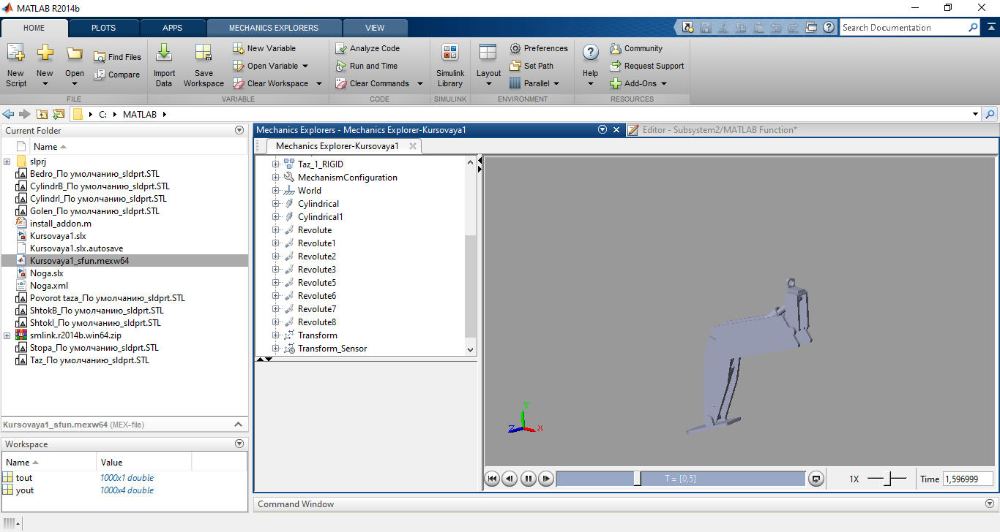 MATLAB R2014b
HOME PLOTS APPS MECHANICS EXPLORERS VIEW Search Documentation
New Script New Open Find Files Compare
Import Data Save Workspace New Variable Open Variable Clear Workspace
Analyze Code Run and Time Clear Commands
Simulink Library Layout Preferences Set Path Parallel
Help Community Request Support Add-Ons
FILE VARIABLE CODE SIMULINK ENVIRONMENT RESOURCES
C: MATLAB
Current Folder
Name
slprj
Bedro_По умолчанию_sldprt.STL
CylindrB_По умолчанию_sldprt.STL
CylindrI_По умолчанию_sldprt.STL
Golen_По умолчанию_sldprt.STL
install_addon.m
Kursovaya1.slx
Kursovaya1.slx.autosave
Kursovaya1_sfun.mexw64
Noga.slx
Noga.xml
Povorot taza_По умолчанию_sldprt.STL
ShtokB_По умолчанию_sldprt.STL
ShtokI_По умолчанию_sldprt.STL
smlink.r2014b.win64.zip
Stopa_По умолчанию_sldprt.STL
Taz_По умолчанию_sldprt.STL
Kursovaya1_sfun.mexw64 (MEX-file)
Workspace
Name Value
tout 1000x1 double
yout 1000x4 double
Mechanics Explorers - Mechanics Explorer-Kursovaya1
Editor - Subsystem2/MATLAB Function*
Mechanics Explorer-Kursovaya1
Taz_1_RIGID
MechanismConfiguration
World
Cylindrical
Cylindrical1
Revolute
Revolute1
Revolute2
Revolute3
Revolute5
Revolute6
Revolute7
Revolute8
Transform
Transform_Sensor
Y
Z X
T = [0,5] 1X Time 1,596999
Command Window